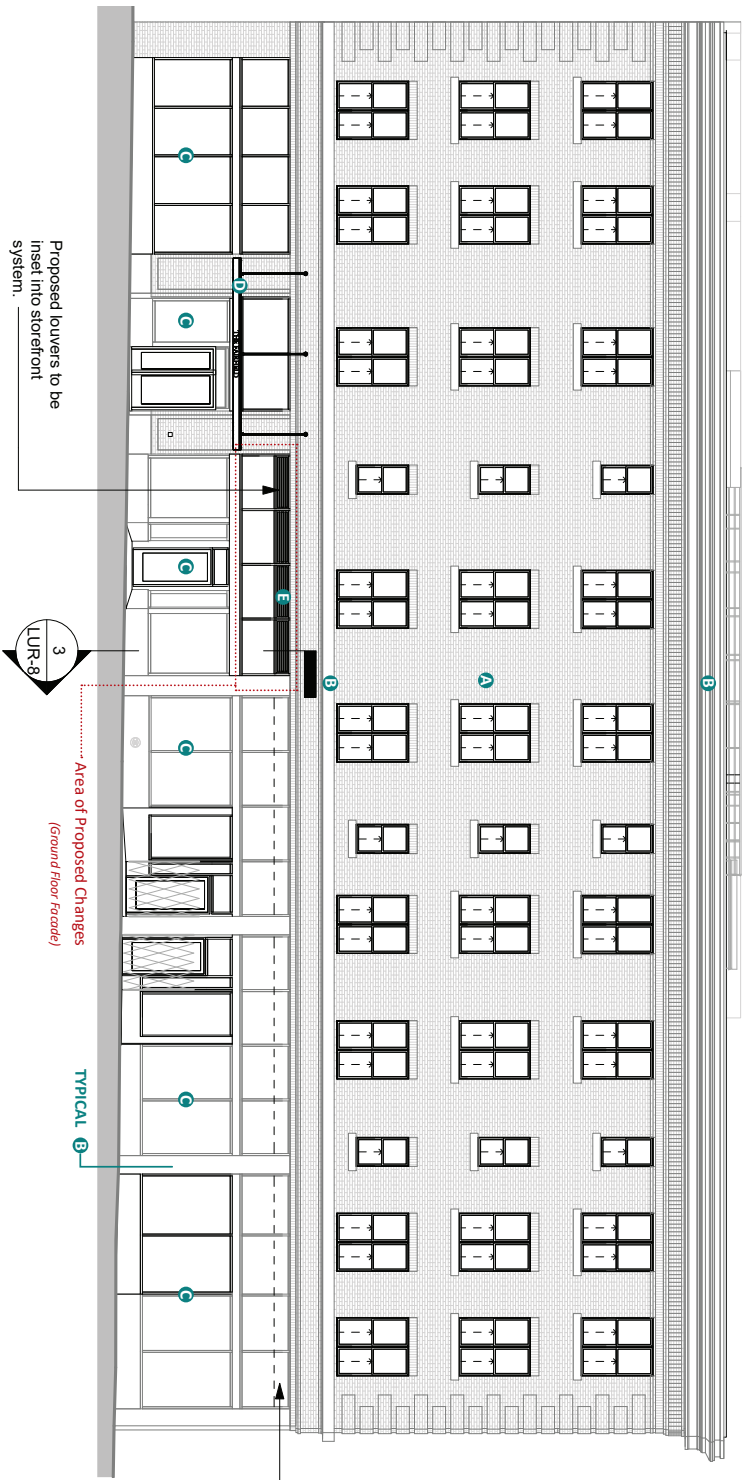 B
A
B
C
D
C
E
C
C
C
C
Proposed louvers to be
inset into storefront
system.
3
LUR-8
Area of Proposed Changes
(Ground Floor Facade)
TYPICAL B